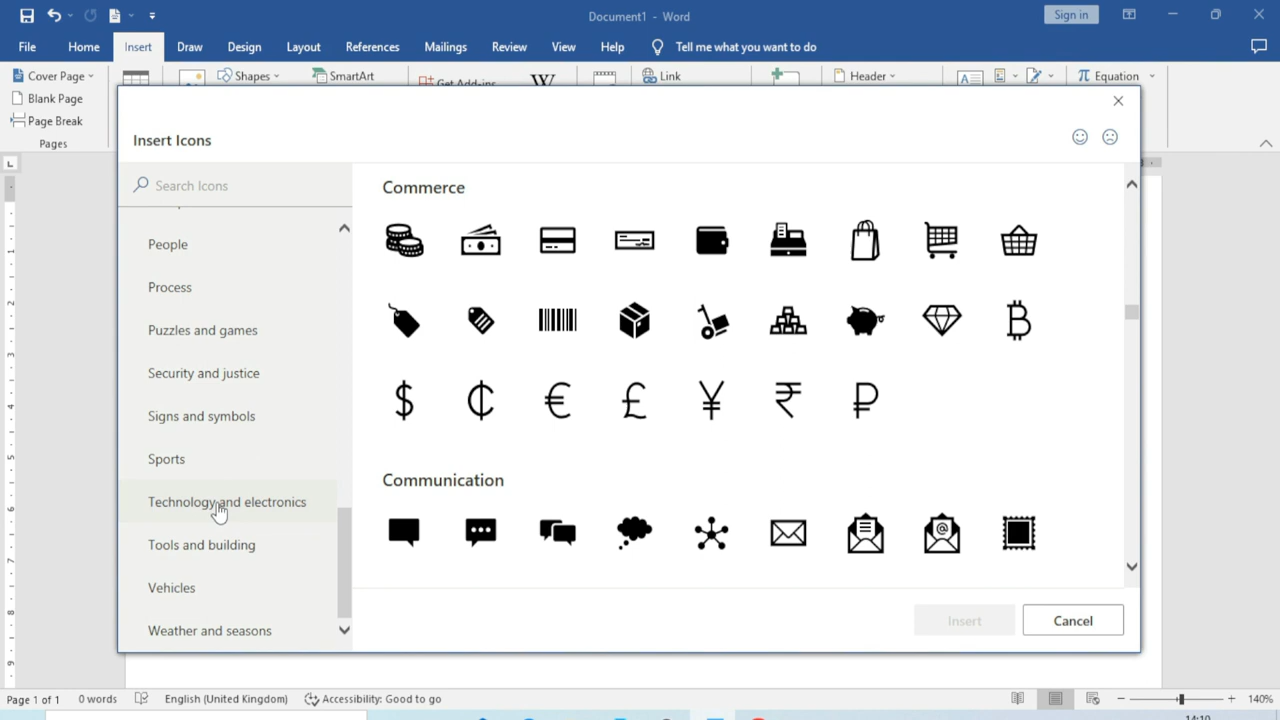 Document1 - Word
Sign in
File Home Insert Draw Design Layout References Mailings Review View Help Tell me what you want to do
Cover Page Shapes SmartArt Get Add-ins W Link Header A Equation
Blank Page
Page Break
Pages
Insert Icons
Search Icons
People
Process
Puzzles and games
Security and justice
Signs and symbols
Sports
Technology and electronics
Tools and building
Vehicles
Weather and seasons
Commerce
Communication
Insert Cancel
Page 1 of 1 0 words English (United Kingdom) Accessibility: Good to go 140%